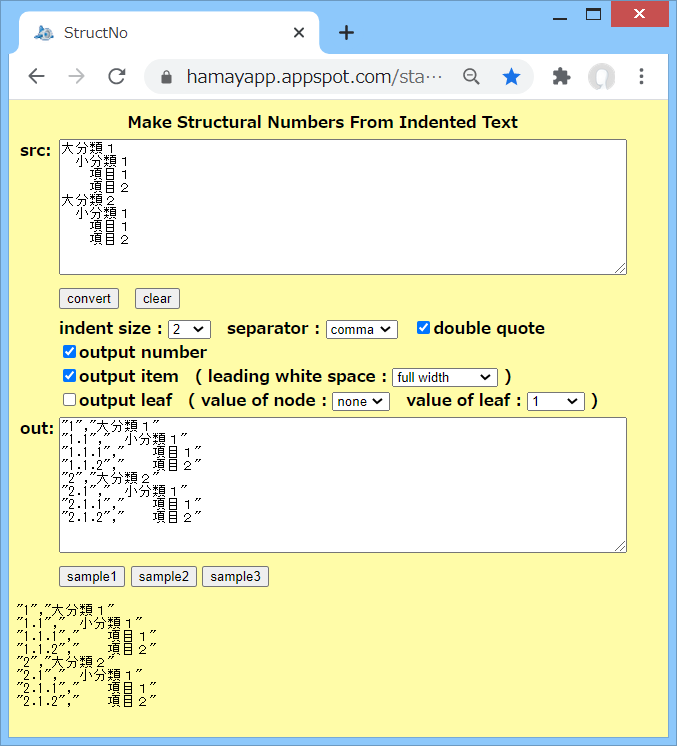 StructNo
hamayapp.appspot.com/sta…
Make Structural Numbers From Indented Text
src:
大分類１
　小分類１
　　項目１
　　項目２
大分類２
　小分類１
　　項目１
　　項目２
convert clear
indent size : 2 separator : comma double quote
output number
output item ( leading white space : full width )
output leaf ( value of node : none value of leaf : 1 )
out:
"1","大分類１"
"1.1","　小分類１"
"1.1.1","　　項目１"
"1.1.2","　　項目２"
"2","大分類２"
"2.1","　小分類１"
"2.1.1","　　項目１"
"2.1.2","　　項目２"
sample1 sample2 sample3
"1","大分類１"
"1.1","　小分類１"
"1.1.1","　　項目１"
"1.1.2","　　項目２"
"2","大分類２"
"2.1","　小分類１"
"2.1.1","　　項目１"
"2.1.2","　　項目２"